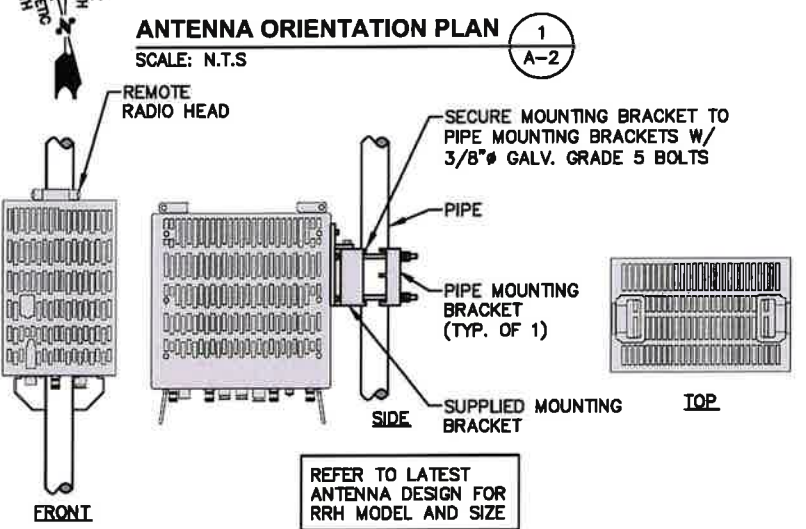 ANTENNA ORIENTATION PLAN
1
SCALE: N.T.S
A-2
REMOTE
RADIO HEAD
SECURE MOUNTING BRACKET TO
PIPE MOUNTING BRACKETS W/
3/8"ø GALV. GRADE 5 BOLTS
PIPE
PIPE MOUNTING
BRACKET
(TYP. OF 1)
SUPPLIED MOUNTING
BRACKET
SIDE
TOP
FRONT
REFER TO LATEST
ANTENNA DESIGN FOR
RRH MODEL AND SIZE